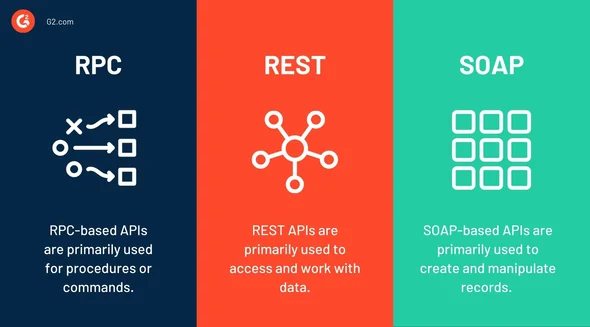 G2.com
RPC
RPC-based APIs
are primarily used
for procedures or
commands.
REST
REST APIs are
primarily used to
access and work with
data.
SOAP
SOAP-based APIs are
primarily used to
create and manipulate
records.